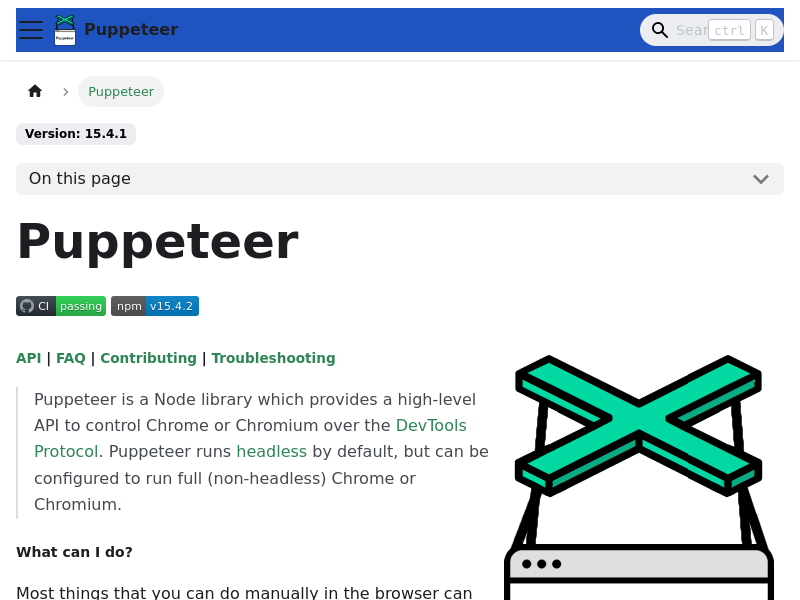 Puppeteer
Sear ctrl K
Puppeteer
Version: 15.4.1
On this page
Puppeteer
CI passing npm v15.4.2
API | FAQ | Contributing | Troubleshooting
Puppeteer is a Node library which provides a high-level
API to control Chrome or Chromium over the DevTools
Protocol. Puppeteer runs headless by default, but can be
configured to run full (non-headless) Chrome or
Chromium.
What can I do?
Most things that you can do manually in the browser can